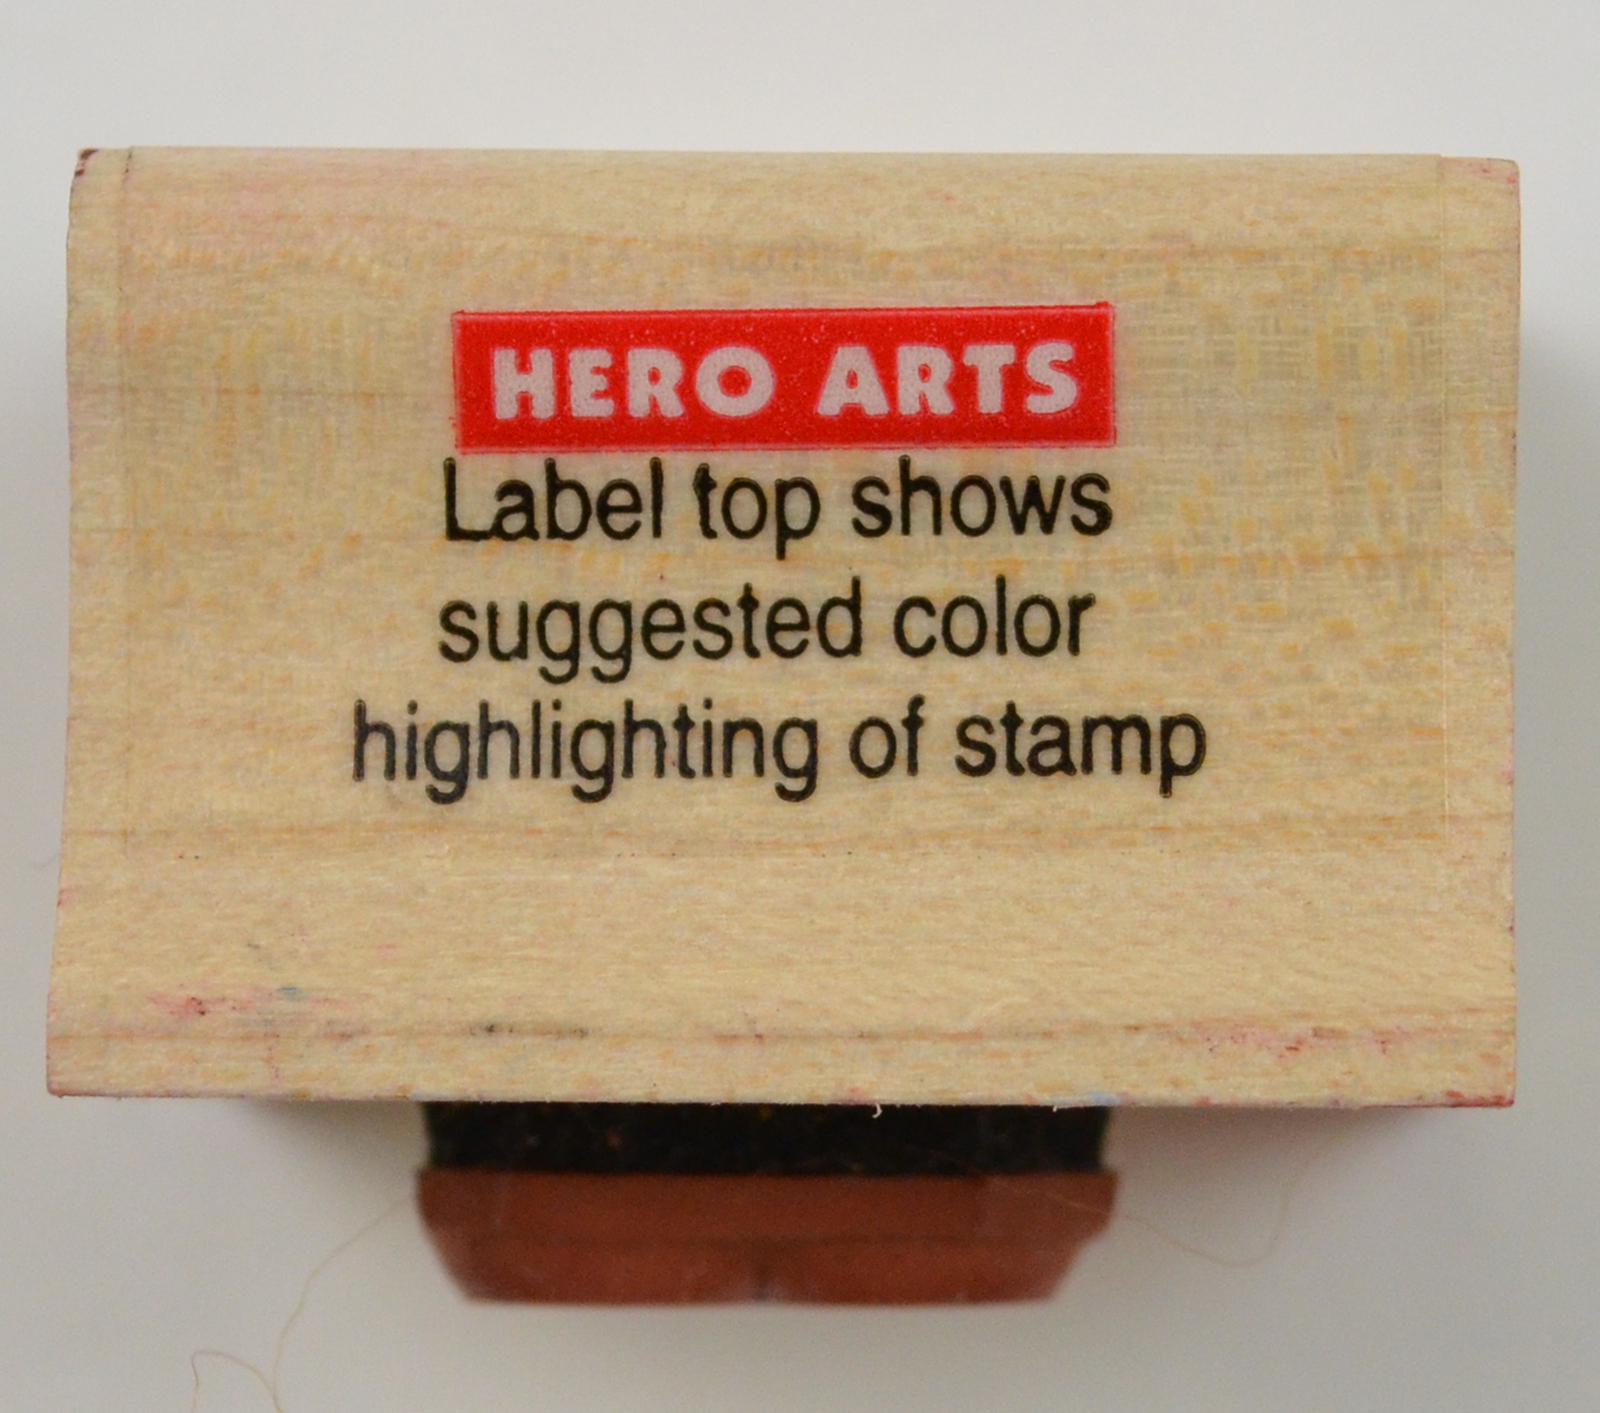 HERO ARTS
Label top shows
suggested color
highlighting of stamp